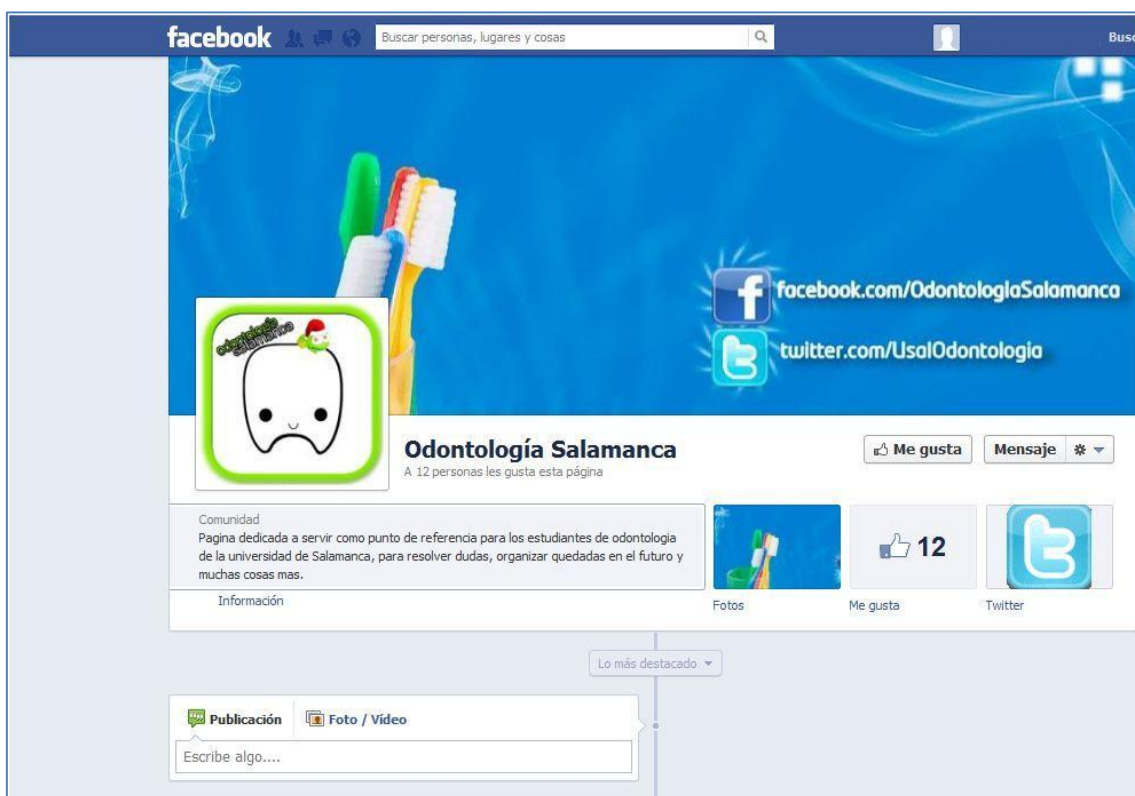 facebook
Buscar personas, lugares y cosas
Busc
facebook.com/OdontologiaSalamanca
twitter.com/UsalOdontologia
odontología
salamanca
Odontología Salamanca
A 12 personas les gusta esta página
Me gusta
Mensaje
Comunidad
Pagina dedicada a servir como punto de referencia para los estudiantes de odontologia
de la universidad de Salamanca, para resolver dudas, organizar quedadas en el futuro y
muchas cosas mas.
Información
12
Fotos
Me gusta
Twitter
Lo más destacado
Publicación
Foto / Vídeo
Escribe algo....